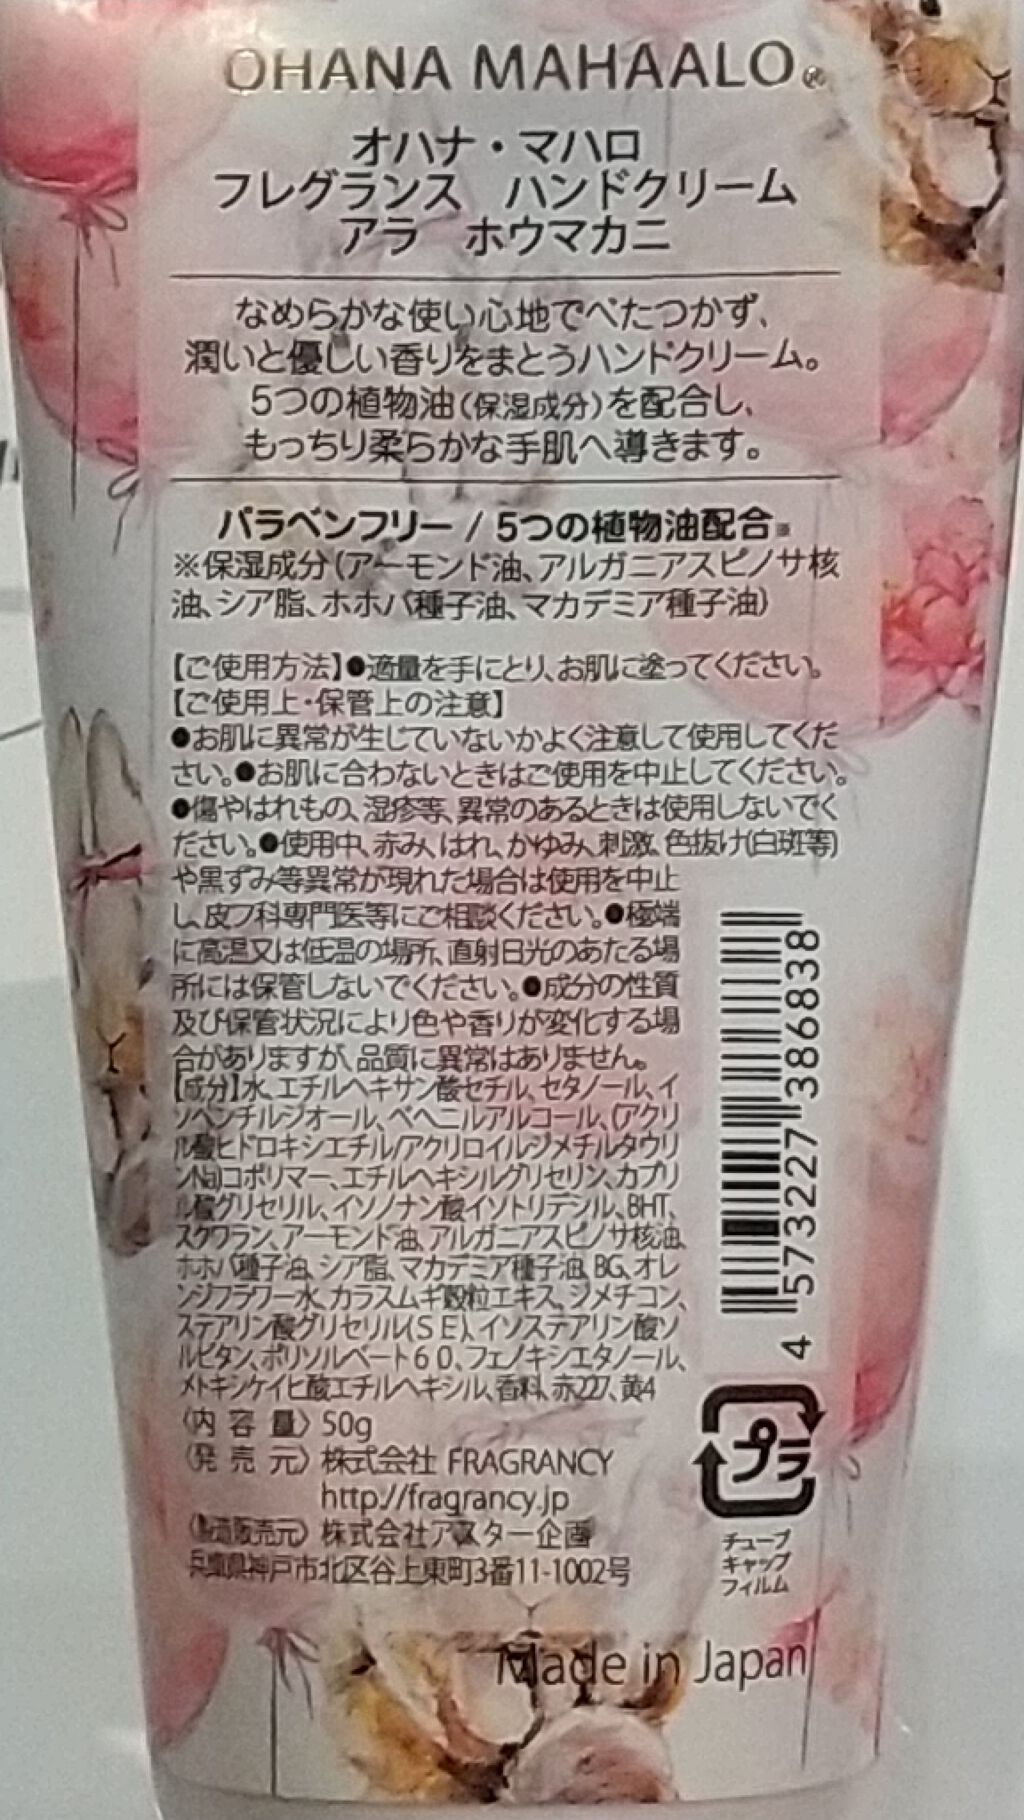 OHANA MAHAALO®
オハナ・マハロ
フレグランス ハンドクリーム
アラ ホウマカニ
なめらかな使い心地でべたつかず、
潤いと優しい香りをまとうハンドクリーム。
5つの植物油(保湿成分)を配合し、
もっちり柔らかな手肌へ導きます。
パラベンフリー / 5つの植物油配合※
※保湿成分(アーモンド油、アルガニアスピノサ核
油、シア脂、ホホバ種子油、マカデミア種子油)
【ご使用方法】●適量を手にとり、お肌に塗ってください。
【ご使用上・保管上の注意】
●お肌に異常が生じていないかよく注意して使用してくだ
さい。●お肌に合わないときはご使用を中止してください。
●傷やはれもの、湿疹等、異常のあるときは使用しないでく
ださい。●使用中、赤み、はれ、かゆみ、刺激、色抜け(白斑等)
や黒ずみ等異常が現れた場合は使用を中止
し、皮フ科専門医等にご相談ください。●極端
に高温又は低温の場所、直射日光のあたる場
所には保管しないでください。●成分の性質
及び保管状況により色や香りが変化する場
合がありますが、品質に異常はありません。
【成分】水、エチルヘキサン酸セチル、セタノール、イ
ソペンチルジオール、ベヘニルアルコール、(アクリ
ル酸ヒドロキシエチル/アクリロイルジメチルタウリ
ンNa)コポリマー、エチルヘキシルグリセリン、カプリ
ル酸グリセリル、イソノナン酸イソトリデシル、BHT、
スクワラン、アーモンド油、アルガニアスピノサ核油、
ホホバ種子油、シア脂、マカデミア種子油、BG、オレ
ンジフラワー水、カラスムギ穀粒エキス、ジメチコン、
ステアリン酸グリセリル(SE)、イソステアリン酸ソ
ルビタン、ポリソルベート60、フェノキシエタノール、
メトキシケイヒ酸エチルヘキシル、香料、赤227、黄4
〈内容量〉50g
〈発売元〉株式会社 FRAGRANCY
http://fragrancy.jp
〈製造販売元〉株式会社アスター企画
兵庫県神戸市北区谷上東町3番11-1002号
4 573227 386838
プラ
チューブ
キャップ
フィルム
Made in Japan